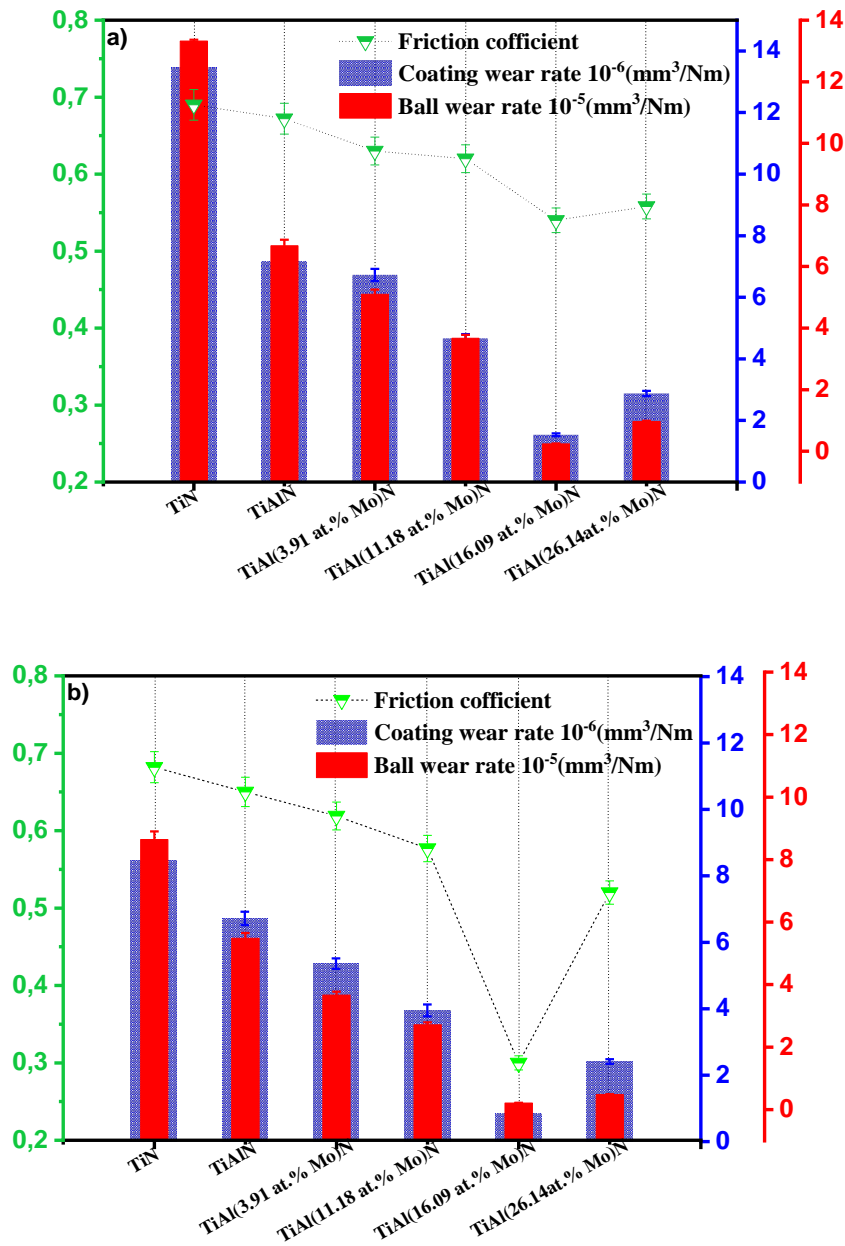 a)
Friction cofficient
Coating wear rate 10⁻⁶(mm³/Nm)
Ball wear rate 10⁻⁵(mm³/Nm)
0,8
0,7
0,6
0,5
0,4
0,3
0,2
14
12
10
8
6
4
2
0
14
12
10
8
6
4
2
0
TiN
TiAlN
TiAl(3.91 at.% Mo)N
TiAl(11.18 at.% Mo)N
TiAl(16.09 at.% Mo)N
TiAl(26.14at.% Mo)N
b)
Friction cofficient
Coating wear rate 10⁻⁶(mm³/Nm
Ball wear rate 10⁻⁵(mm³/Nm)
0,8
0,7
0,6
0,5
0,4
0,3
0,2
14
12
10
8
6
4
2
0
14
12
10
8
6
4
2
0
TiN
TiAlN
TiAl(3.91 at.% Mo)N
TiAl(11.18 at.% Mo)N
TiAl(16.09 at.% Mo)N
TiAl(26.14at.% Mo)N